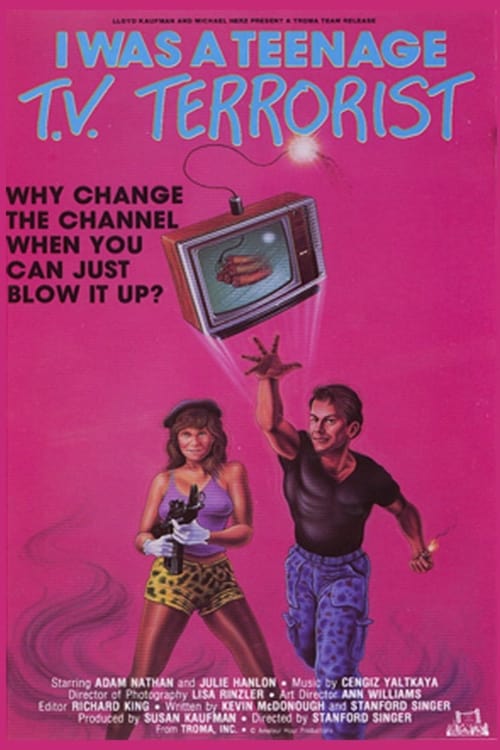 LLOYD KAUFMAN AND MICHAEL HERZ PRESENT A TROMA TEAM RELEASE
I WAS A TEENAGE
T.V. TERRORIST
WHY CHANGE
THE CHANNEL
WHEN YOU
CAN JUST
BLOW IT UP?
Starring ADAM NATHAN and JULIE HANLON • Music by CENGIZ YALTKAYA
Director of Photography LISA RINZLER • Art Director ANN WILLIAMS
Editor RICHARD KING • Written by KEVIN McDONOUGH and STANFORD SINGER
Produced by SUSAN KAUFMAN • Directed by STANFORD SINGER
From TROMA, INC. © Amateur Hour Productions